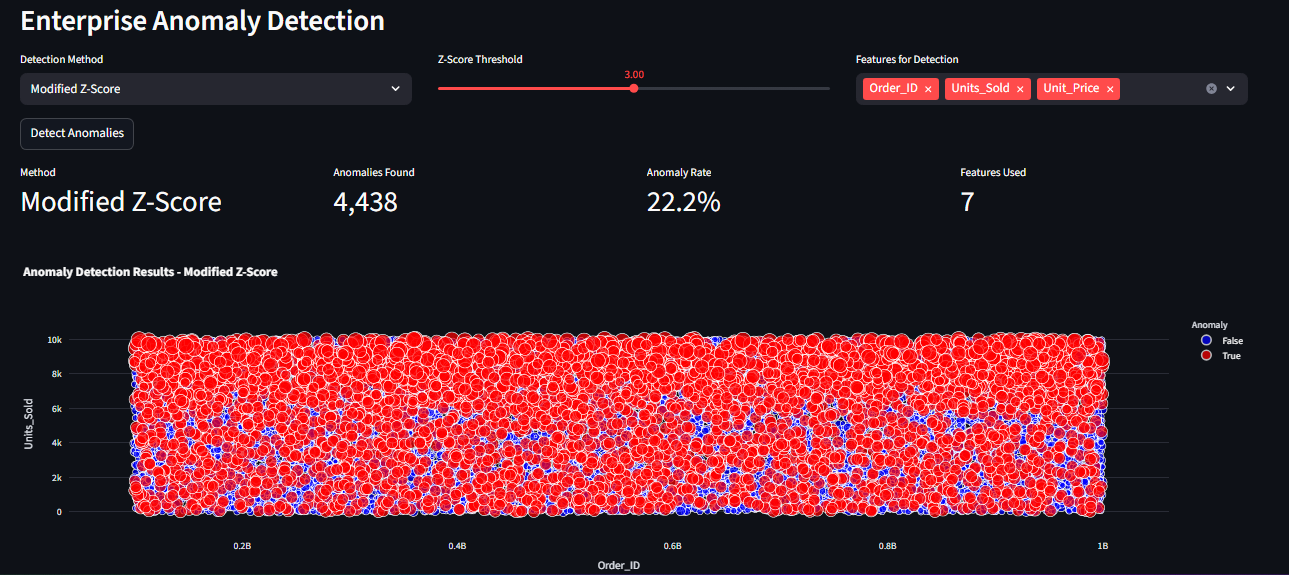 Enterprise Anomaly Detection
Detection Method
Z-Score Threshold
Features for Detection
Modified Z-Score
3.00
Order_ID ×
Units_Sold ×
Unit_Price ×
Detect Anomalies
Method
Anomalies Found
Anomaly Rate
Features Used
Modified Z-Score
4,438
22.2%
7
Anomaly Detection Results - Modified Z-Score
Anomaly
False
True
10k
8k
6k
4k
2k
0
Units_Sold
0.2B
0.4B
0.6B
0.8B
1B
Order_ID